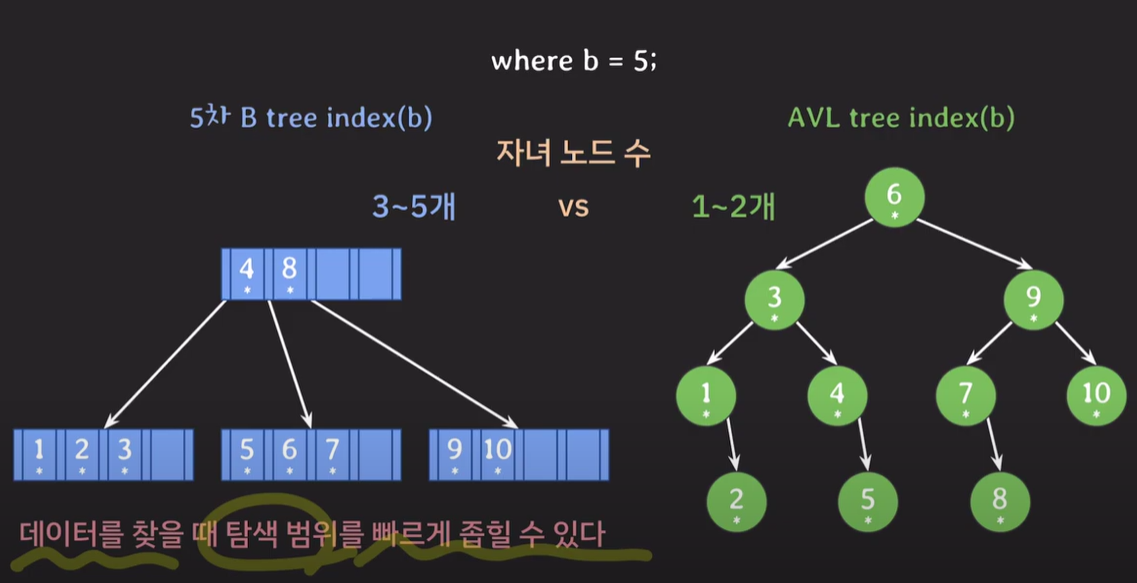 where b = 5;
5차 B tree index(b)
AVL tree index(b)
자녀 노드 수
3~5개
vs
1~2개
4 8
* *
1 2 3
* * *
5 6 7
* * *
9 10
* *
6
*
3
*
9
*
1
*
4
*
7
*
10
*
2
*
5
*
8
*
데이터를 찾을 때 탐색 범위를 빠르게 좁힐 수 있다